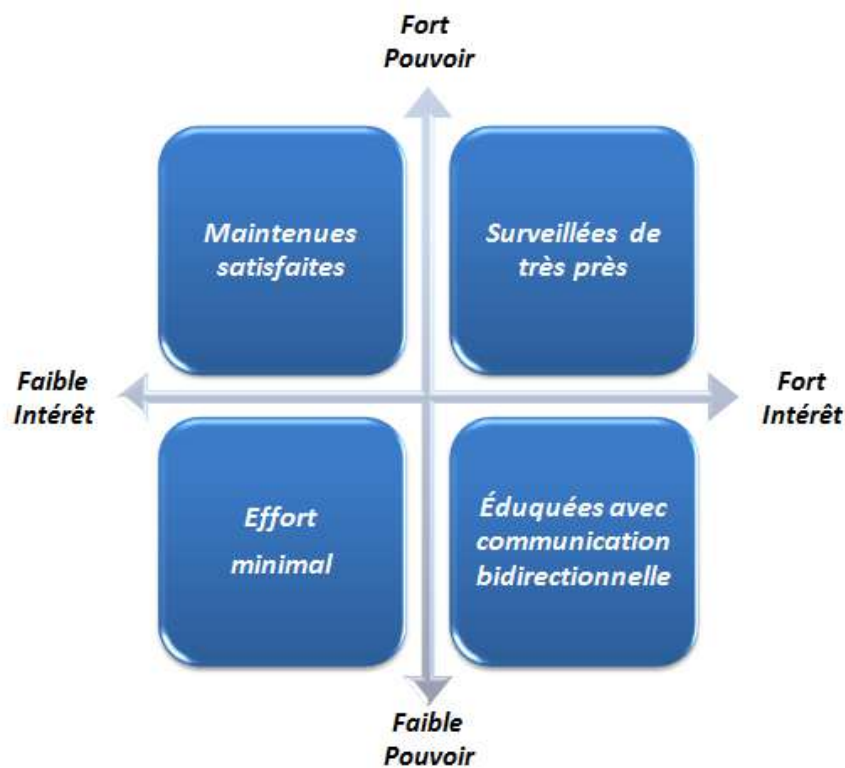 Fort
Pouvoir
Maintenues
satisfaites
Surveillées de
très près
Faible
Intérêt
Fort
Intérêt
Effort
minimal
Éduquées avec
communication
bidirectionnelle
Faible
Pouvoir